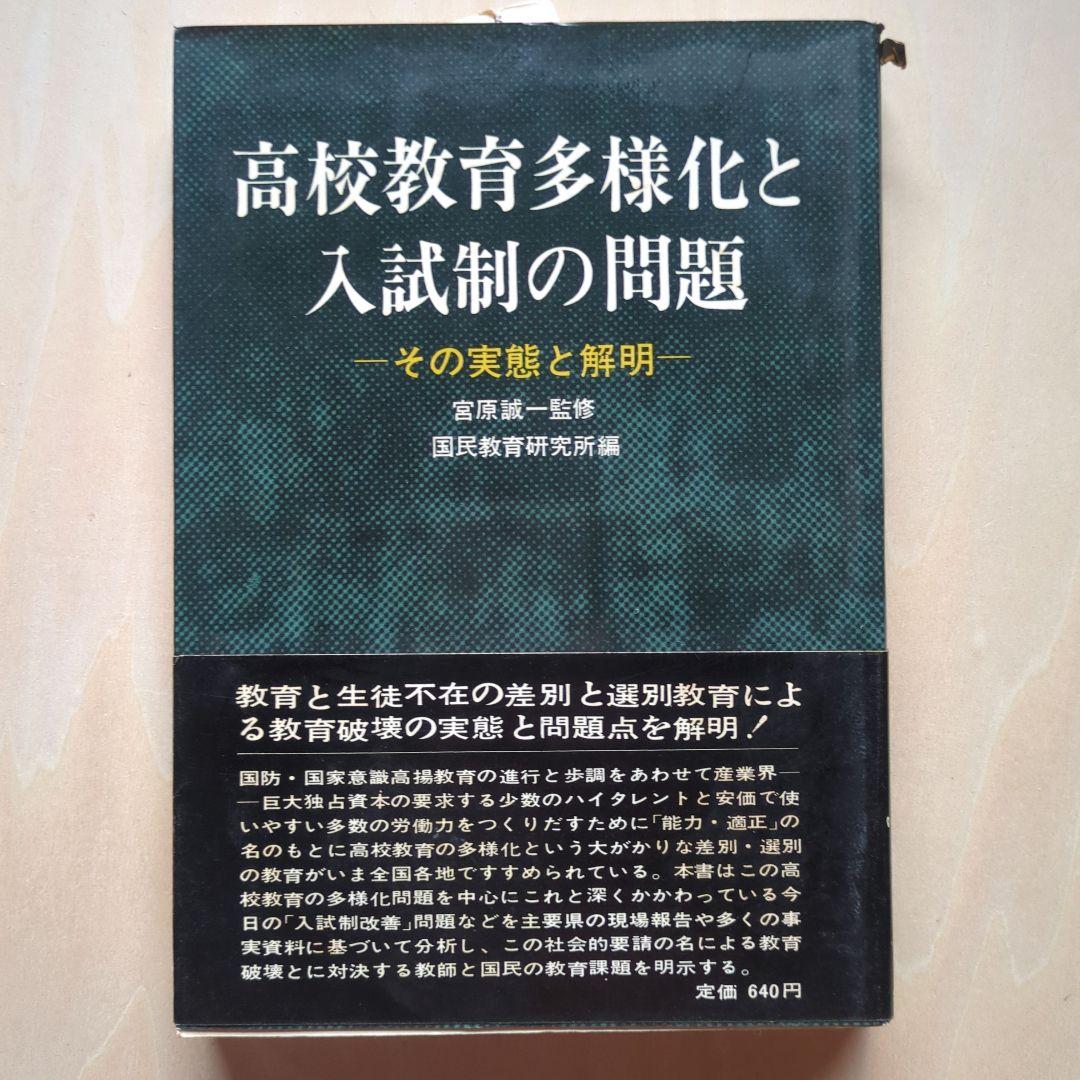 高校教育多様化と
入試制の問題
―その実態と解明―
宮原誠一監修
国民教育研究所編
教育と生徒不在の差別と選別教育によ
る教育破壊の実態と問題点を解明！
国防・国家意識高揚教育の進行と歩調をあわせて産業界―
―巨大独占資本の要求する少数のハイタレントと安価で使
いやすい多数の労働力をつくりだすために「能力・適正」の
名のもとに高校教育の多様化という大がかりな差別・選別
の教育がいま全国各地ですすめられている。本書はこの高
校教育の多様化問題を中心にこれと深くかかわっている今
日の「入試制改善」問題などを主要県の現場報告や多くの事
実資料に基づいて分析し、この社会的要請の名による教育
破壊とに対決する教師と国民の教育課題を明示する。
定価 640円